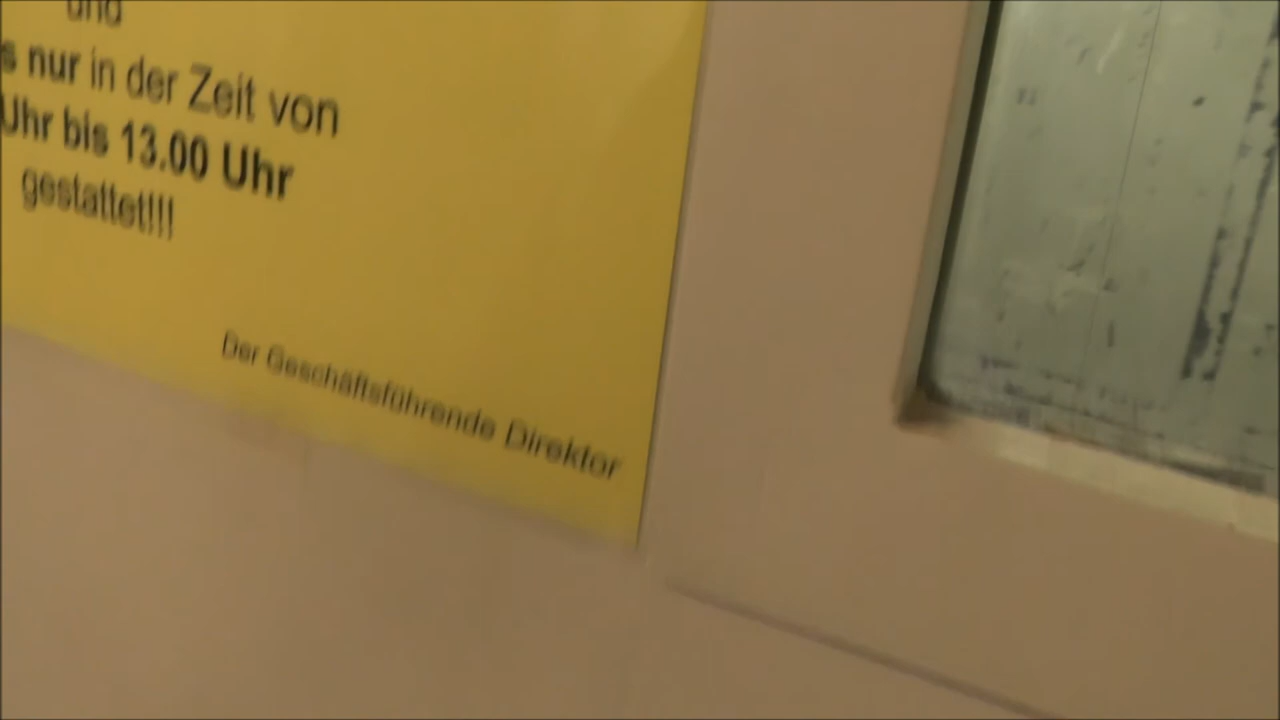 und
s nur in der Zeit von
Uhr bis 13.00 Uhr
gestattet!!!
Der Geschäftsführende Direktor